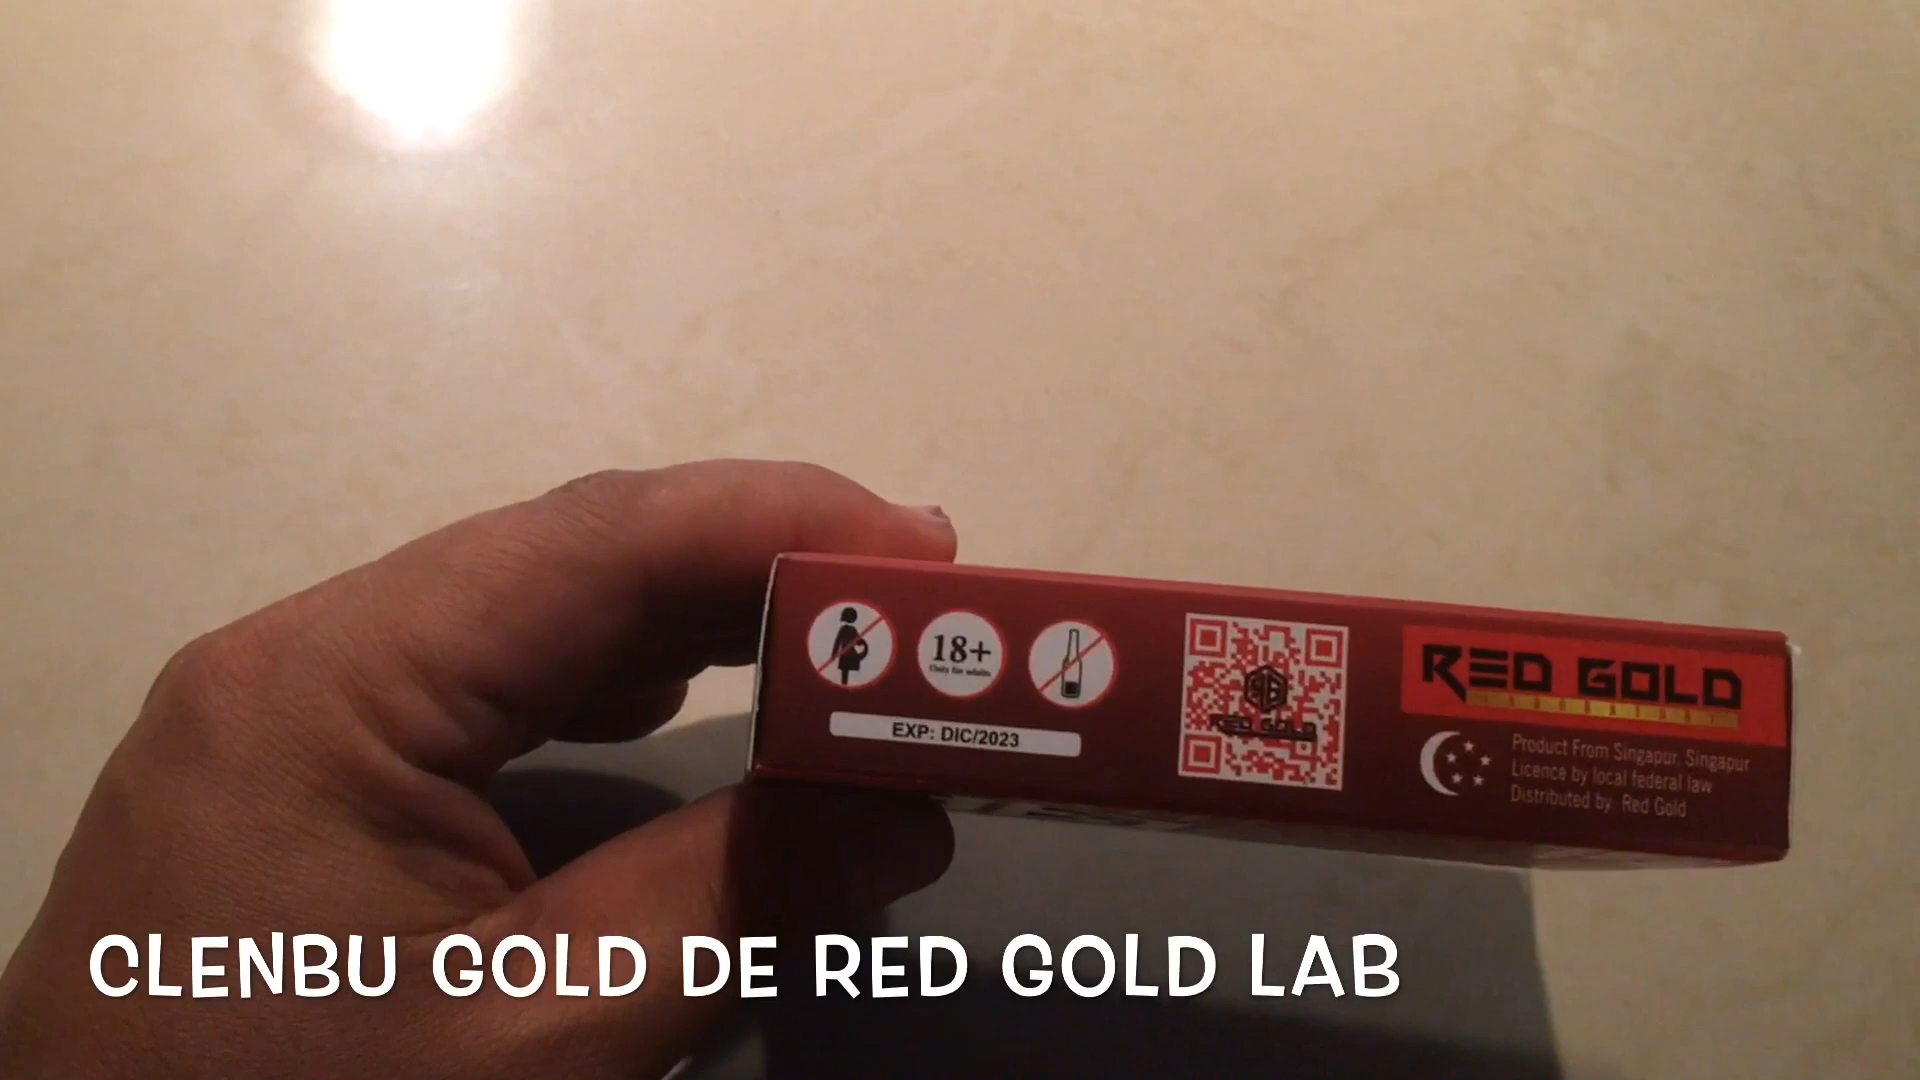 18+
Only for adults
EXP: DIC/2023
RED GOLD
RED GOLD
LABORATORY
Product From Singapur. Singapur
Licence by local federal law
Distributed by: Red Gold
CLENBU GOLD DE RED GOLD LAB